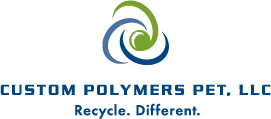 CUSTOM POLYMERS PET, LLC
Recycle. Different.